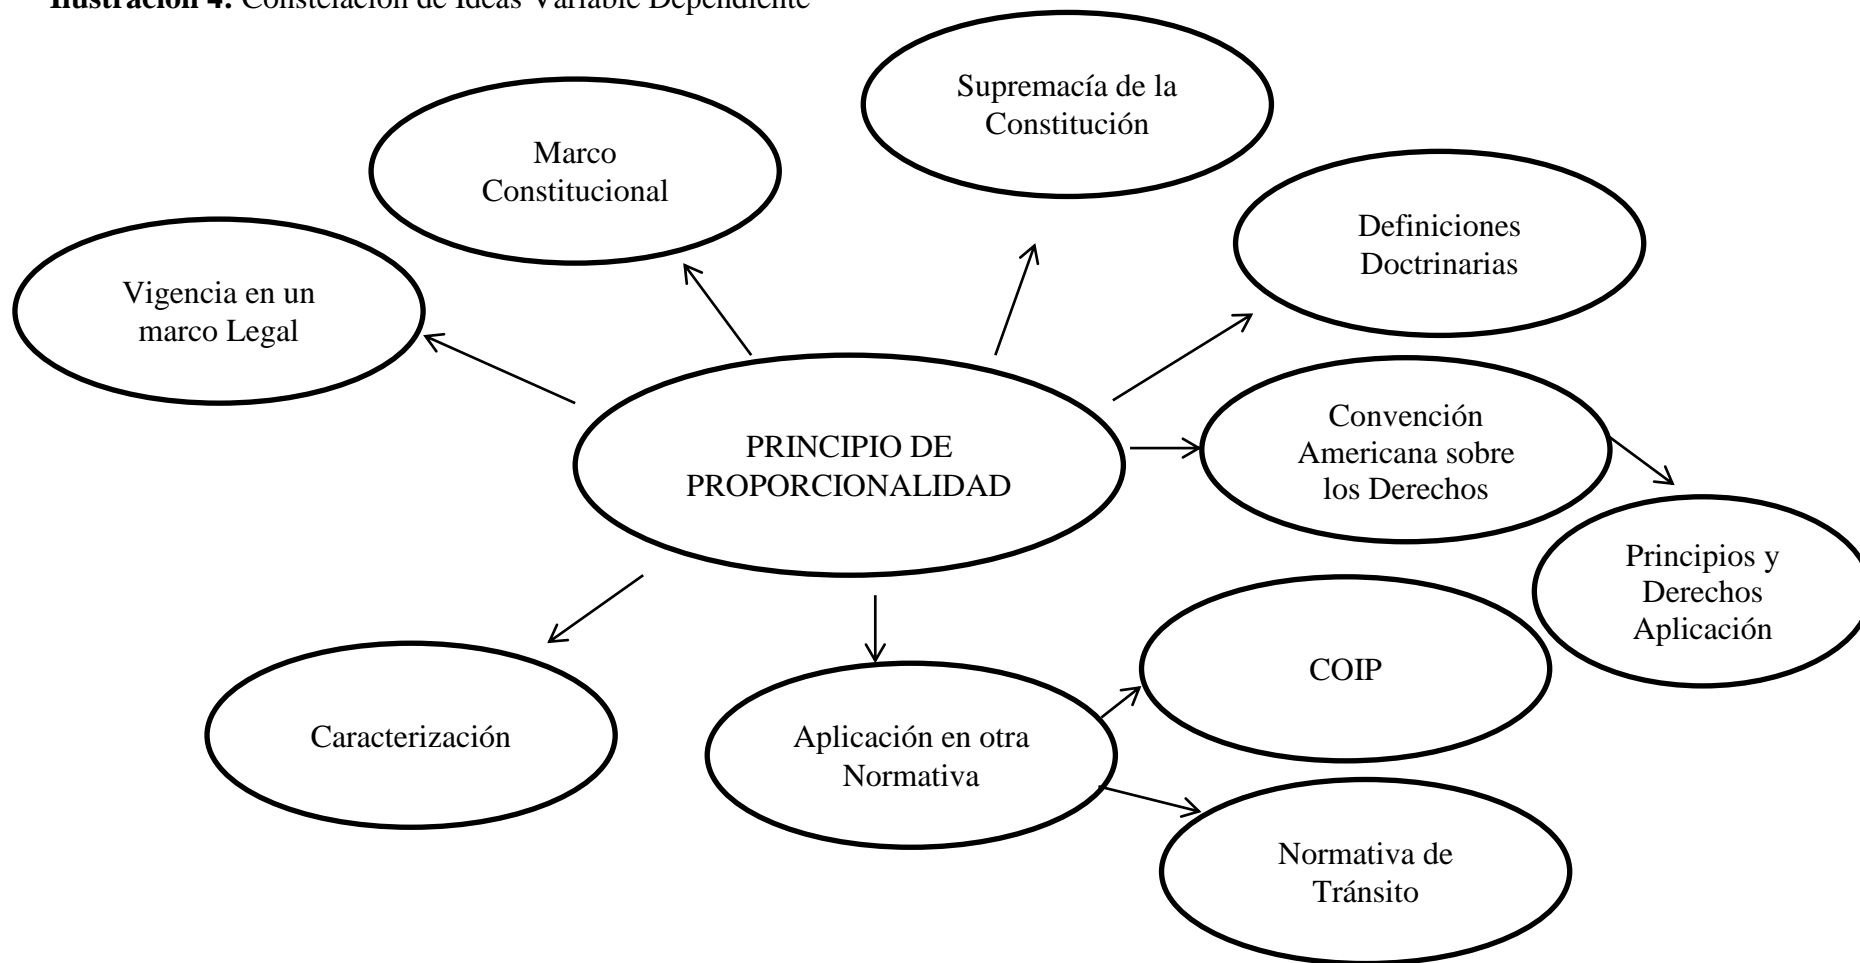 Ilustración 4: Constelación de Ideas Variable Dependiente
Supremacía de la
Constitución
Marco
Constitucional
Definiciones
Doctrinarias
Vigencia en un
marco Legal
Convención
Americana sobre
los Derechos
PRINCIPIO DE
PROPORCIONALIDAD
Principios y
Derechos
Aplicación
COIP
Caracterización
Aplicación en otra
Normativa
Normativa de
Tránsito